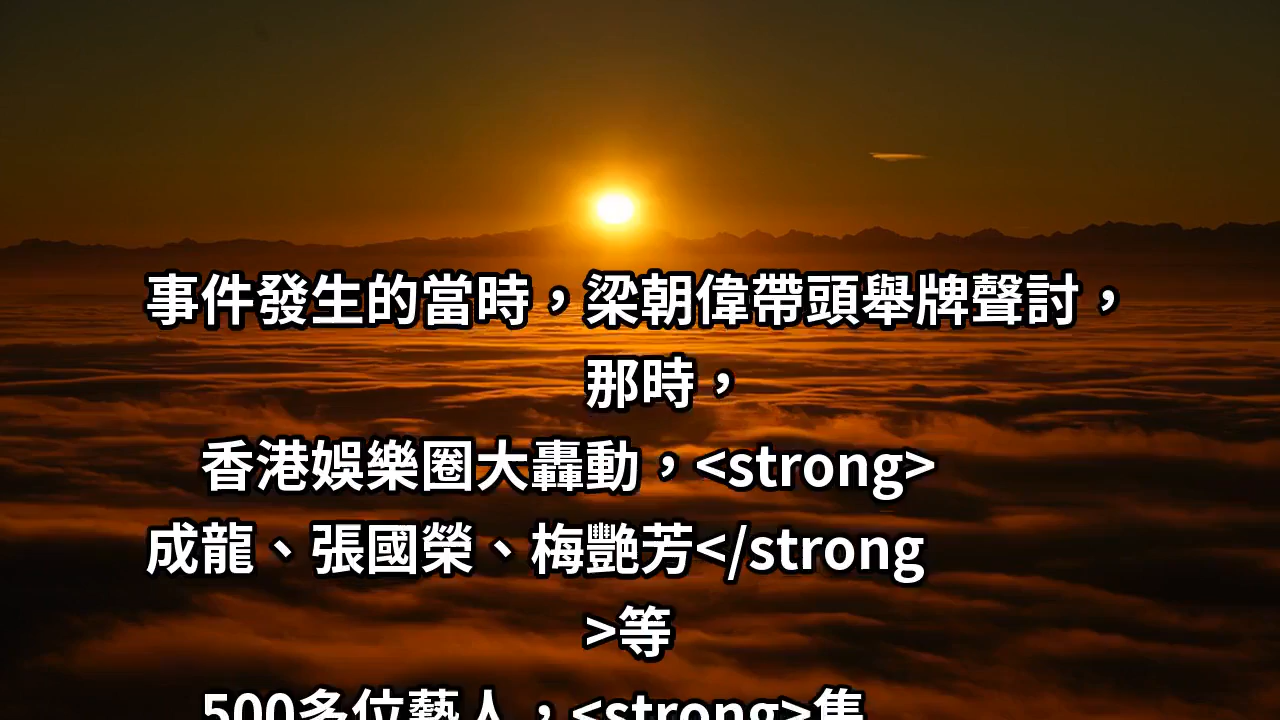 事件發生的當時，梁朝偉帶頭舉牌聲討，
那時，
香港娛樂圈大轟動，<strong>
成龍、張國榮、梅艷芳</strong
>等
500多位藝人，<strong>集